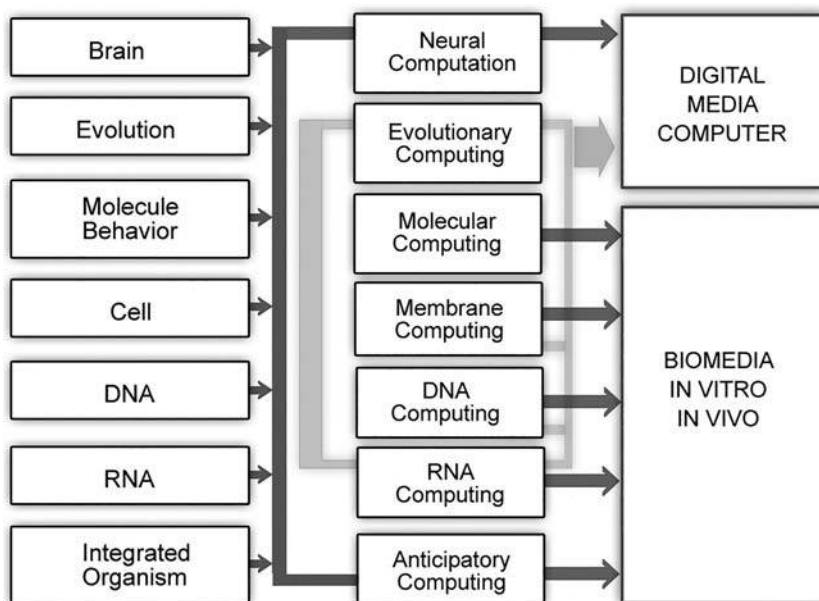 Brain
Evolution
Molecule
Behavior
Cell
DNA
RNA
Integrated
Organism
Neural
Computation
Evolutionary
Computing
Molecular
Computing
Membrane
Computing
DNA
Computing
RNA
Computing
Anticipatory
Computing
DIGITAL
MEDIA
COMPUTER
BIOMEDIA
IN VITRO
IN VIVO